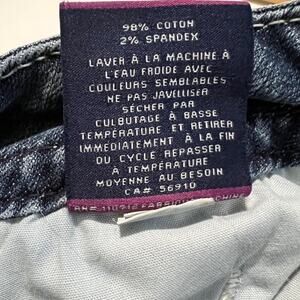 98% COTON
2% SPANDEX
LAVER À LA MACHINE À
L'EAU FROIDE AVEC
COULEURS SEMBLABLES
NE PAS JAVELLISER
SÉCHER PAR
CULBUTAGE À BASSE
TEMPÉRATURE ET RETIRER
IMMÉDIATEMENT À LA FIN
DU CYCLE REPASSER
À TEMPÉRATURE
MOYENNE AU BESOIN
CA# 56910